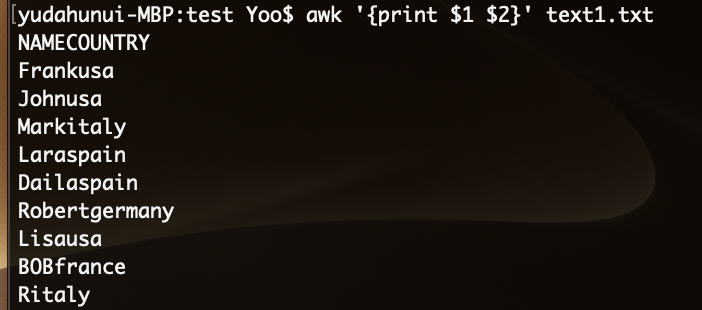 [yudahunui-MBP:test Yoo$ awk '{print $1 $2}' text1.txt
NAMECOUNTRY
Frankusa
Johnusa
Markitaly
Laraspain
Dailaspain
Robertgermany
Lisausa
BOBfrance
Ritaly